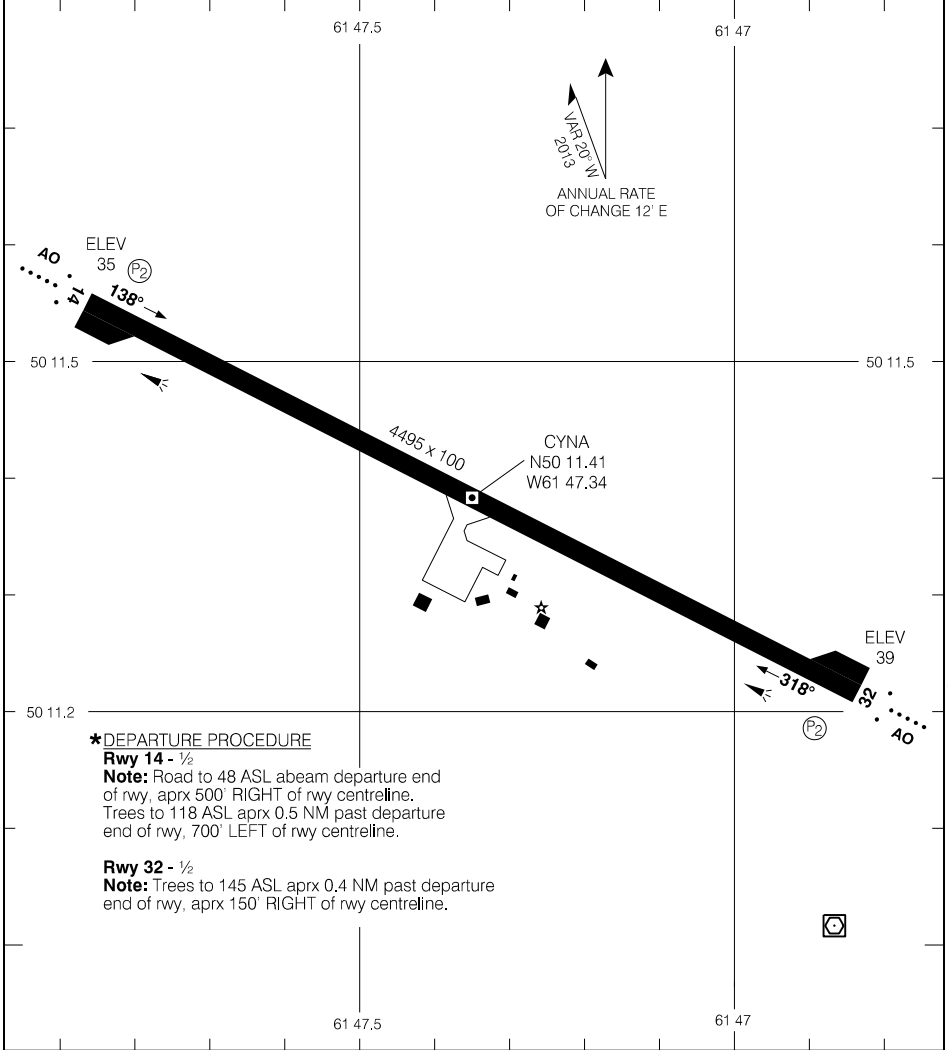 61 47.5
61 47
VAR 20° W
2013
ANNUAL RATE
OF CHANGE 12' E
AO
ELEV
35
P2
14
138°
50 11.5
50 11.5
4495 x 100
CYNA
N50 11.41
W61 47.34
ELEV
39
318°
32
50 11.2
P2
AO
*DEPARTURE PROCEDURE
Rwy 14 - ½
Note: Road to 48 ASL abeam departure end
of rwy, aprx 500' RIGHT of rwy centreline.
Trees to 118 ASL aprx 0.5 NM past departure
end of rwy, 700' LEFT of rwy centreline.
Rwy 32 - ½
Note: Trees to 145 ASL aprx 0.4 NM past departure
end of rwy, aprx 150' RIGHT of rwy centreline.
61 47.5
61 47